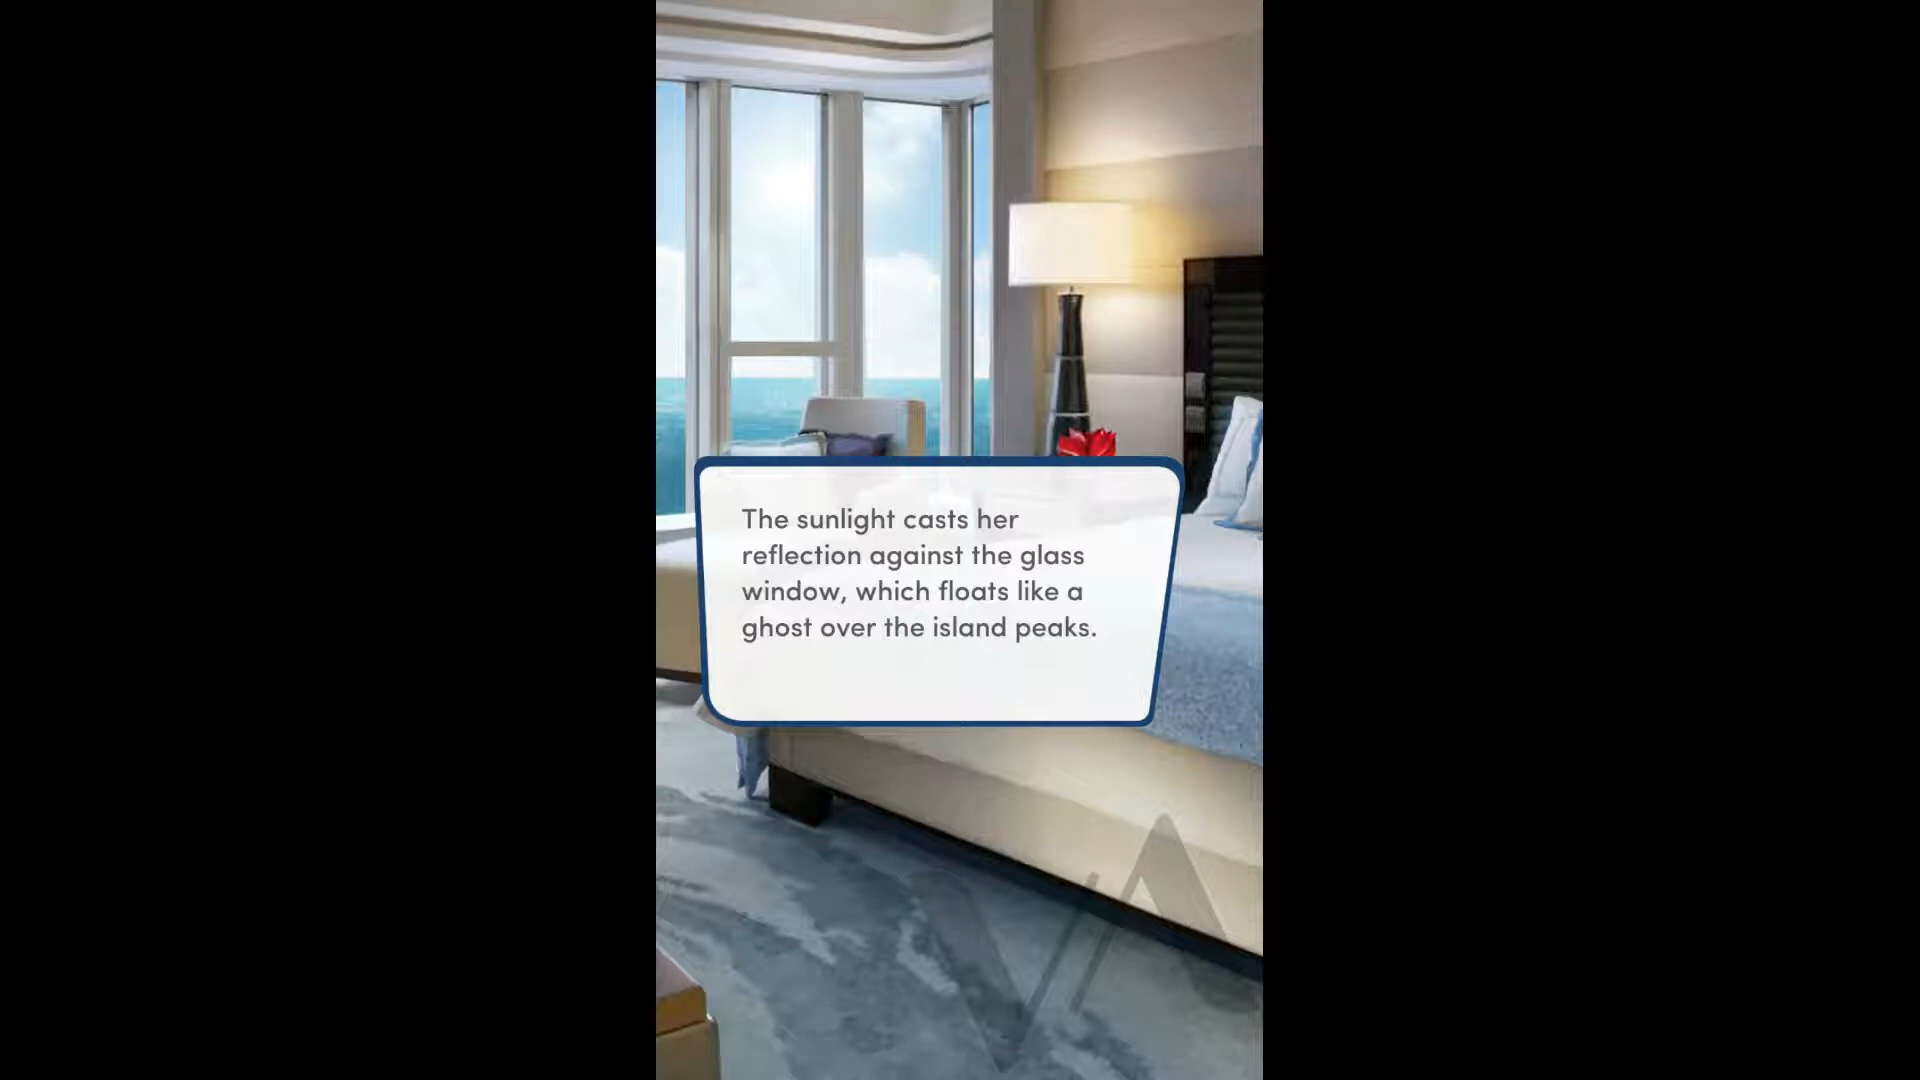 The sunlight casts her
reflection against the glass
window, which floats like a
ghost over the island peaks.